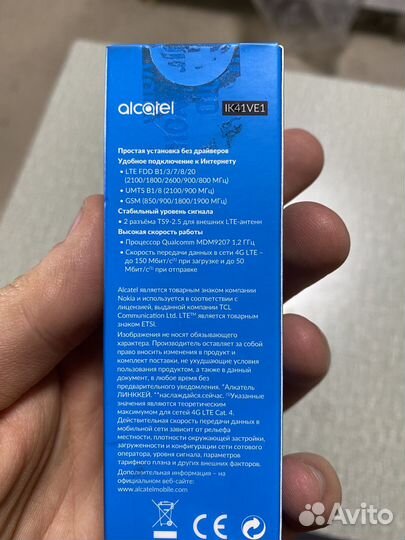 alcatel
IK41VE1
Простая установка без драйверов
Удобное подключение к Интернету
• LTE FDD B1/3/7/8/20
(2100/1800/2600/900/800 МГц)
• UMTS B1/8 (2100/900 МГц)
• GSM (850/900/1800/1900 МГц)
Стабильный уровень сигнала
• 2 разъёма TS9-2.5 для внешних LTE-антенн
Высокая скорость работы
• Процессор Qualcomm MDM9207 1,2 ГГц
• Скорость передачи данных в сети 4G LTE –
до 150 Мбит/с⁽¹⁾ при загрузке и до 50
Мбит/с⁽¹⁾ при отправке
Alcatel является товарным знаком компании
Nokia и используется в соответствии с
лицензией, выданной компании TCL
Communication Ltd. LTE™ является товарным
знаком ETSI.
Изображения не носят обязывающего
характера. Производитель оставляет за собой
право вносить изменения в продукт и
комплект поставки, не ухудшающие условия
пользования продуктом, а также в данный
документ, в любое время без
предварительного уведомления. *Алкатель
ЛИНККЕЙ. **наслаждайся.сейчас. ⁽¹⁾Указанные
значения являются теоретическим
максимумом для сетей 4G LTE Cat. 4.
Действительная скорость передачи данных в
мобильной сети зависит от рельефа
местности, плотности окружающей застройки,
загруженности и конфигурации сети сотового
оператора, уровня сигнала, параметров
тарифного плана и других внешних факторов.
Дополнительная информация – на
официальном веб-сайте:
www.alcatelmobile.com
CE
EAC
Avito